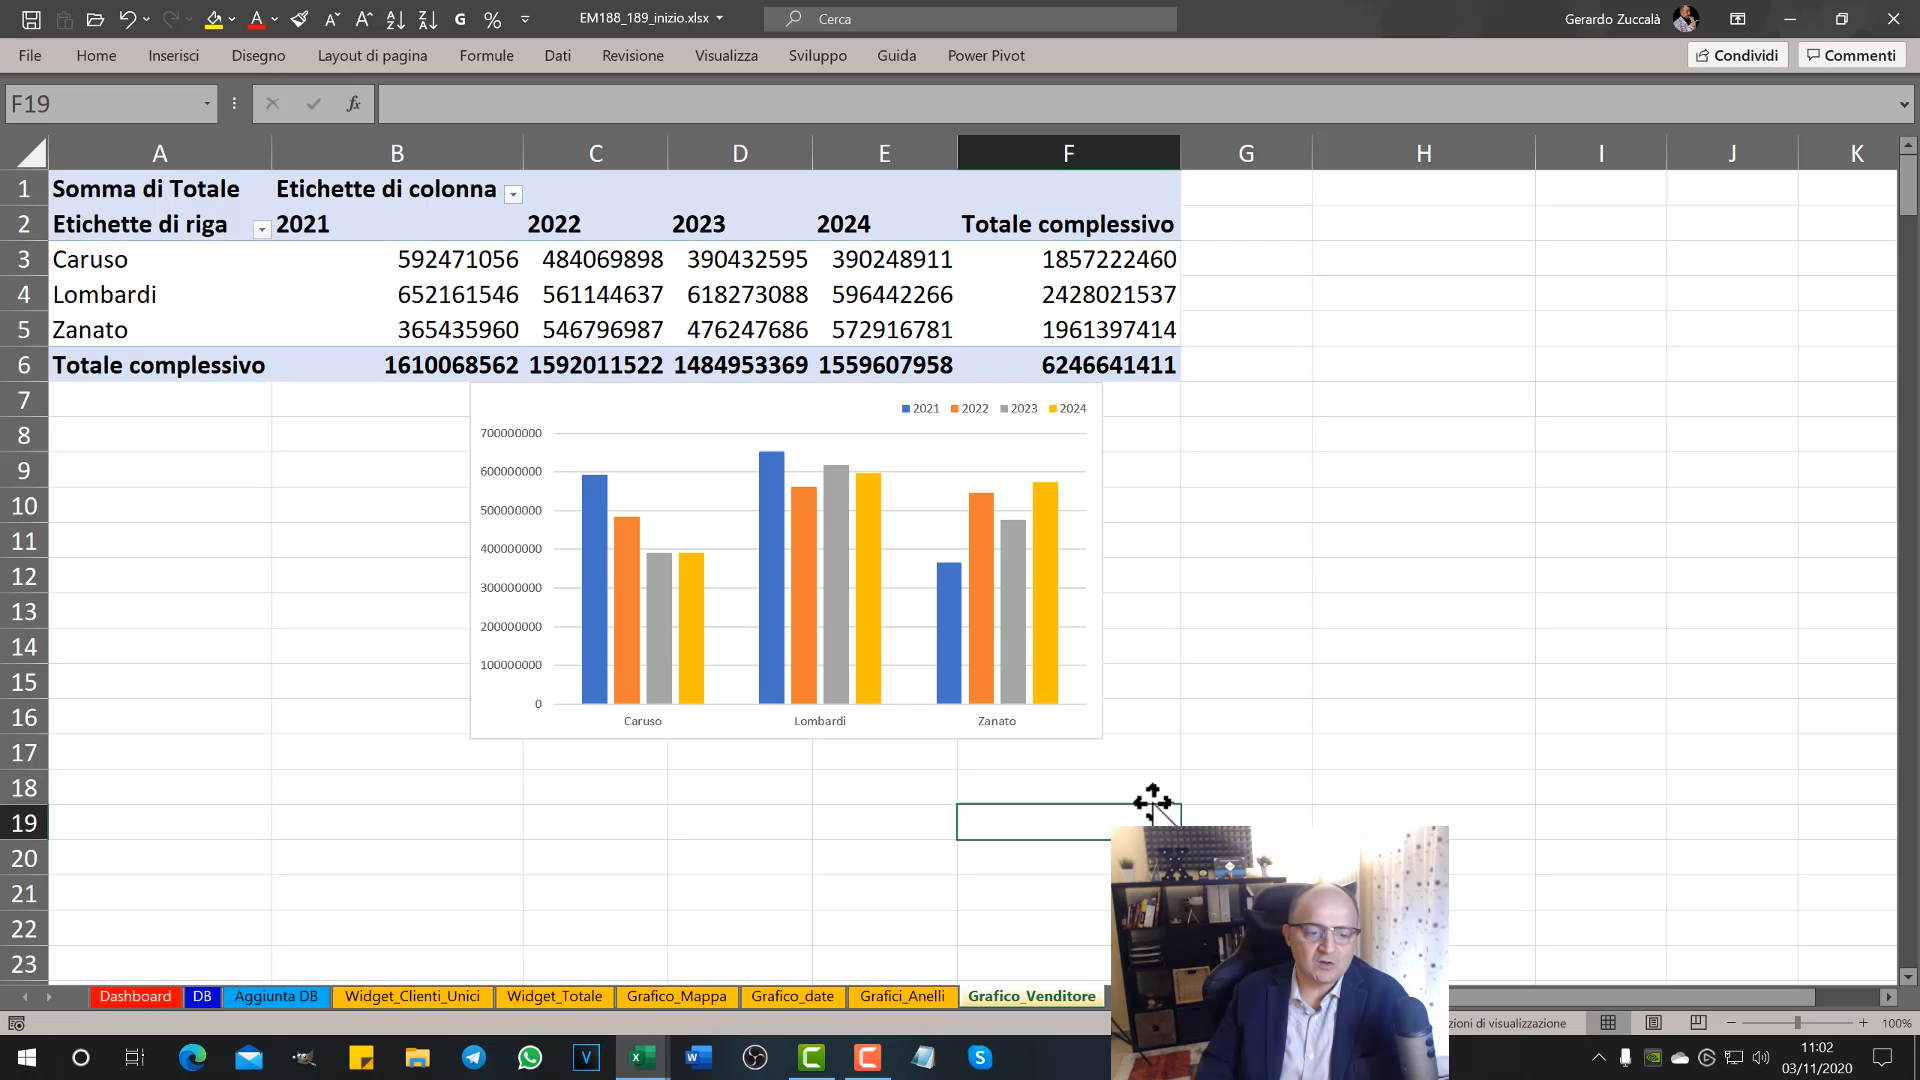 EM188_189_inizio.xlsx
Cerca
Gerardo Zuccalà
File Home Inserisci Disegno Layout di pagina Formule Dati Revisione Visualizza Sviluppo Guida Power Pivot Condividi Commenti
F19 fx
A B C D E F G H I J K
1 Somma di Totale Etichette di colonna
2 Etichette di riga 2021 2022 2023 2024 Totale complessivo
3 Caruso 592471056 484069898 390432595 390248911 1857222460
4 Lombardi 652161546 561144637 618273088 596442266 2428021537
5 Zanato 365435960 546796987 476247686 572916781 1961397414
6 Totale complessivo 1610068562 1592011522 1484953369 1559607958 6246641411
7
8
9
10
11
12
13
14
15
16
17
18
19
20
21
22
23
2021 2022 2023 2024
700000000
600000000
500000000
400000000
300000000
200000000
100000000
0
Caruso Lombardi Zanato
Dashboard DB Aggiunta DB Widget_Clienti_Unici Widget_Totale Grafico_Mappa Grafico_date Grafici_Anelli Grafico_Venditore
zioni di visualizzazione 100%
11:02
03/11/2020